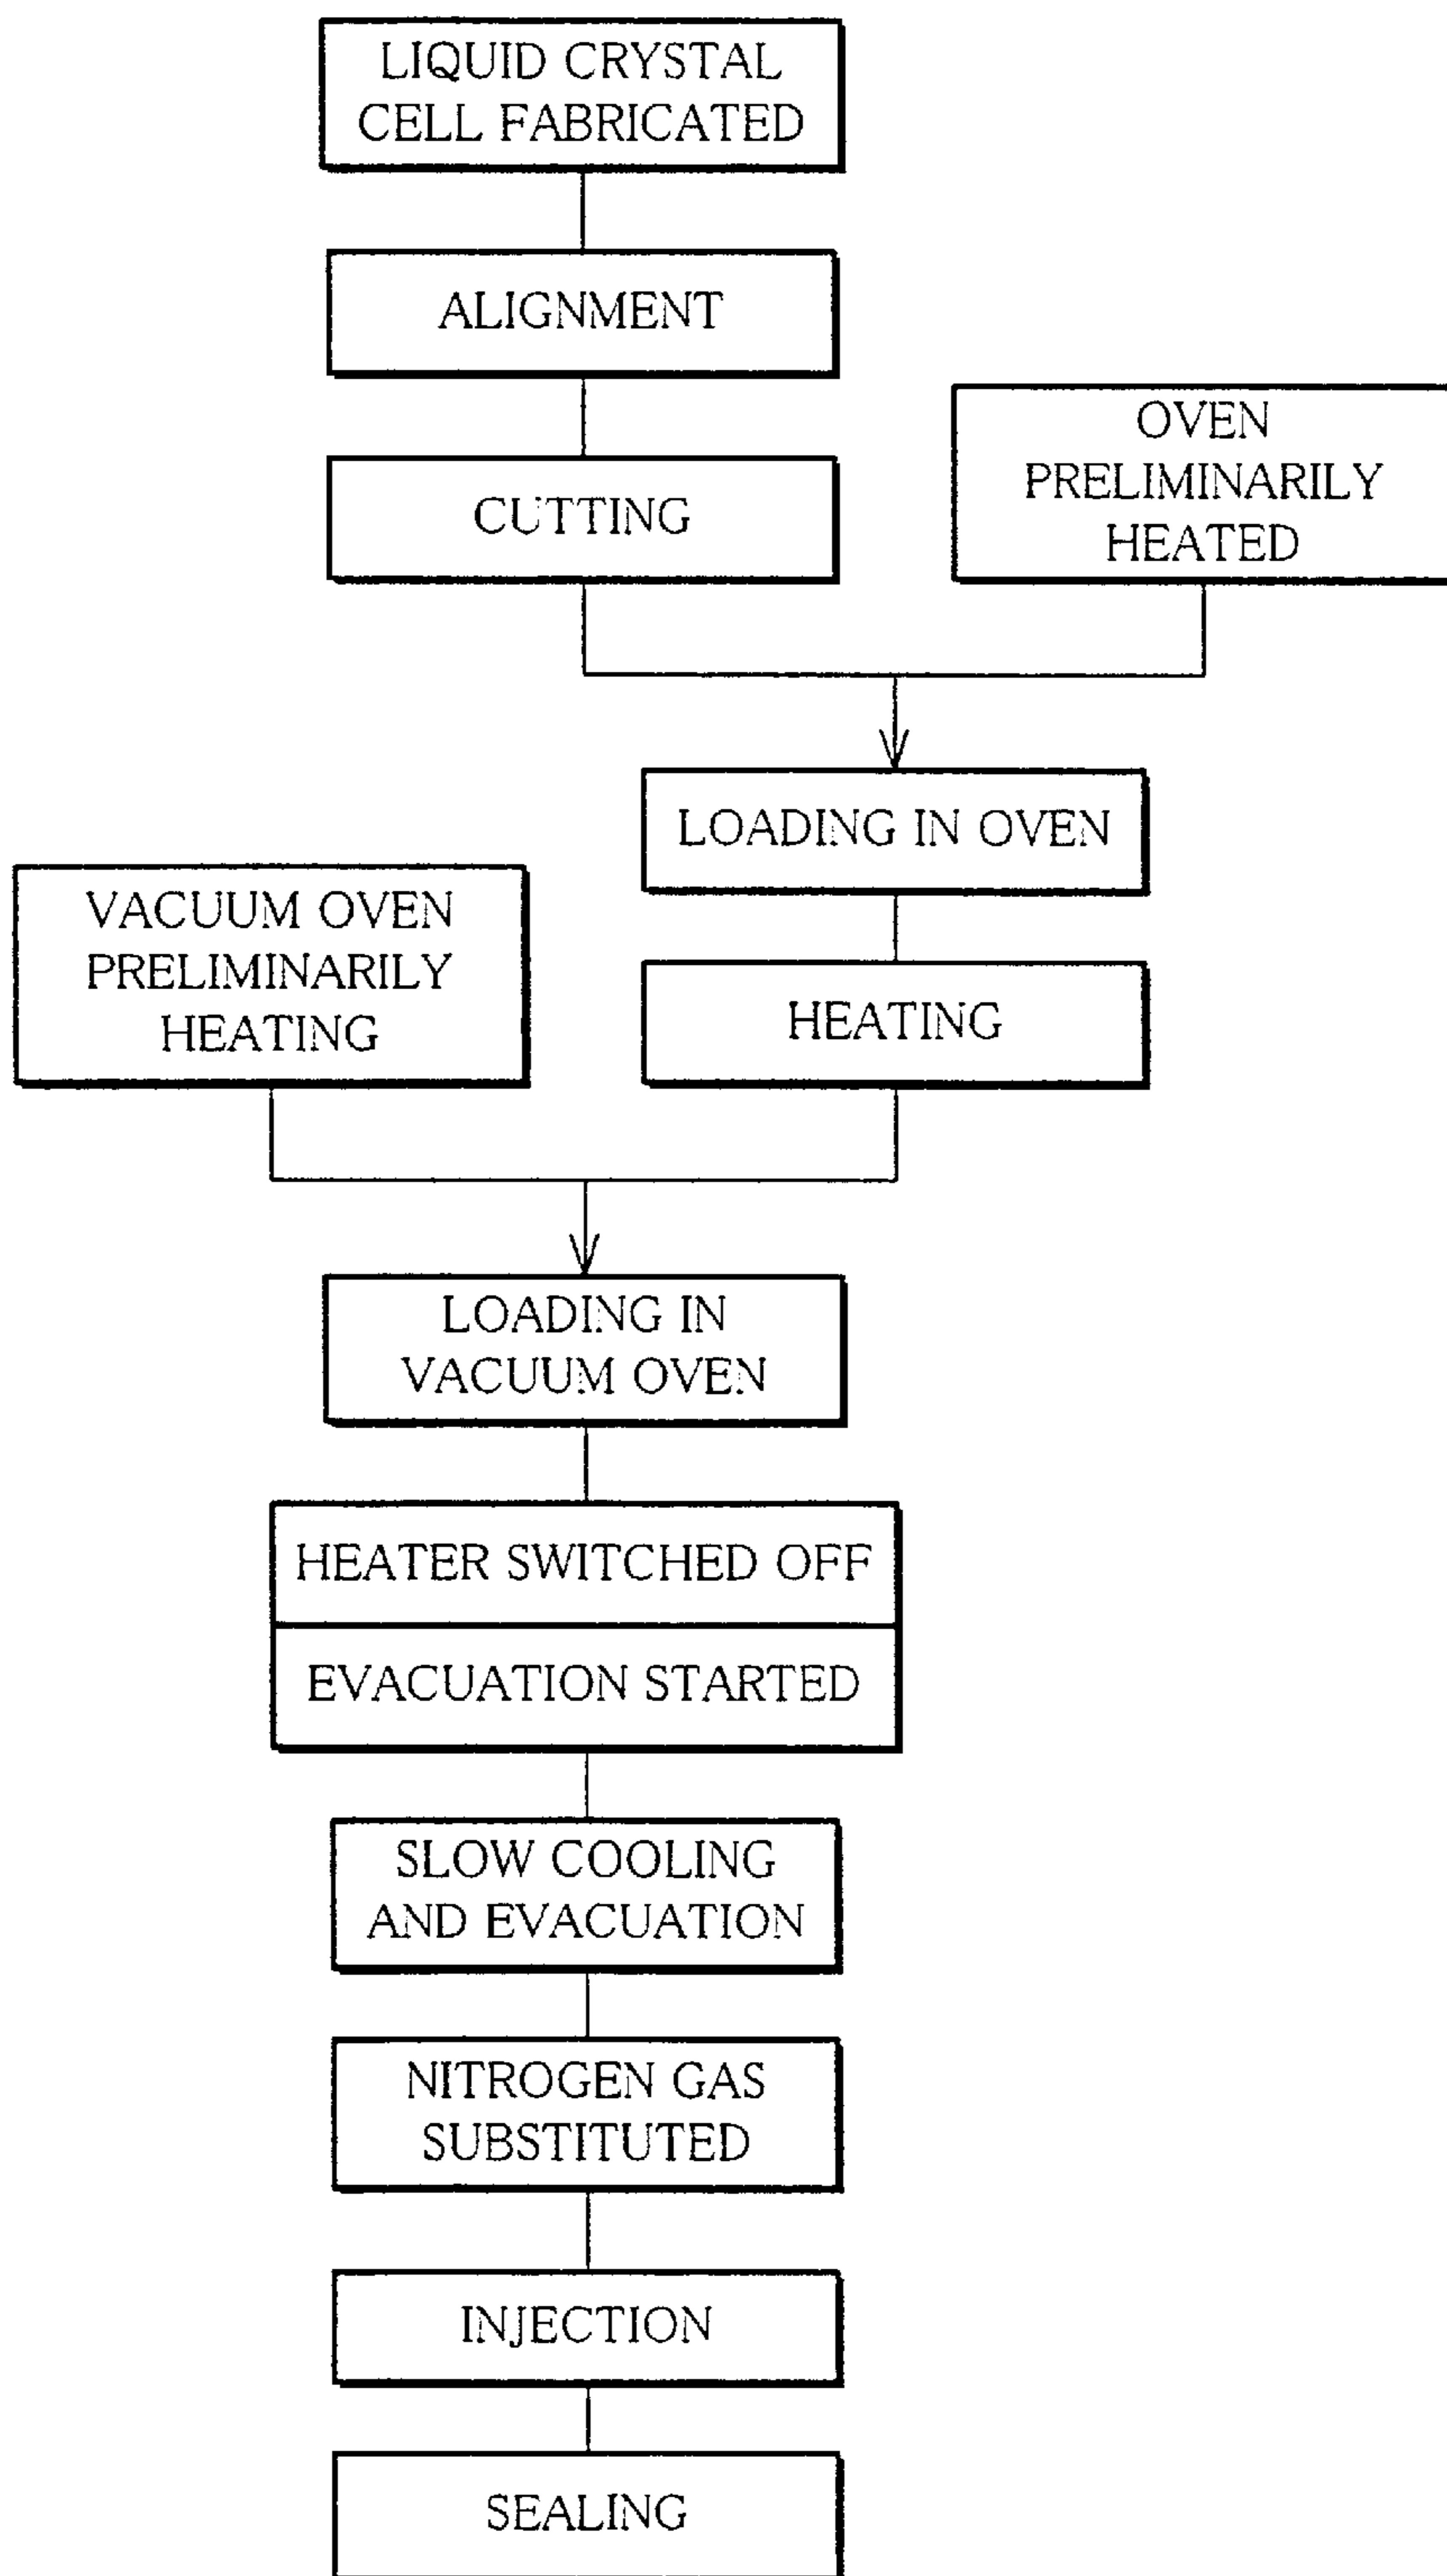 LIQUID CRYSTAL
CELL FABRICATED
ALIGNMENT
CUTTING
OVEN
PRELIMINARILY
HEATED
LOADING IN OVEN
VACUUM OVEN
PRELIMINARILY
HEATING
HEATING
LOADING IN
VACUUM OVEN
HEATER SWITCHED OFF
EVACUATION STARTED
SLOW COOLING
AND EVACUATION
NITROGEN GAS
SUBSTITUTED
INJECTION
SEALING